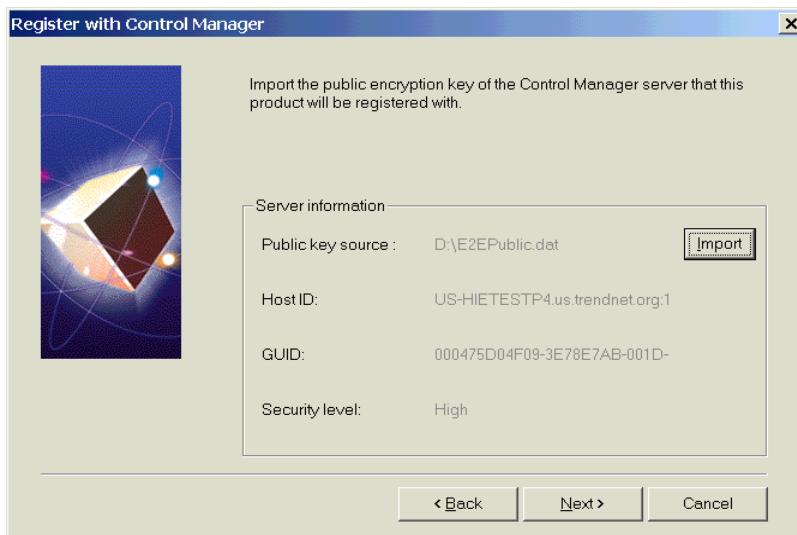 Register with Control Manager
Import the public encryption key of the Control Manager server that this
product will be registered with.
Server information
Public key source : D:\E2EPublic.dat Import
Host ID: US-HIETESTP4.us.trendnet.org:1
GUID: 000475D04F09-3E78E7AB-001D-
Security level: High
< Back Next > Cancel